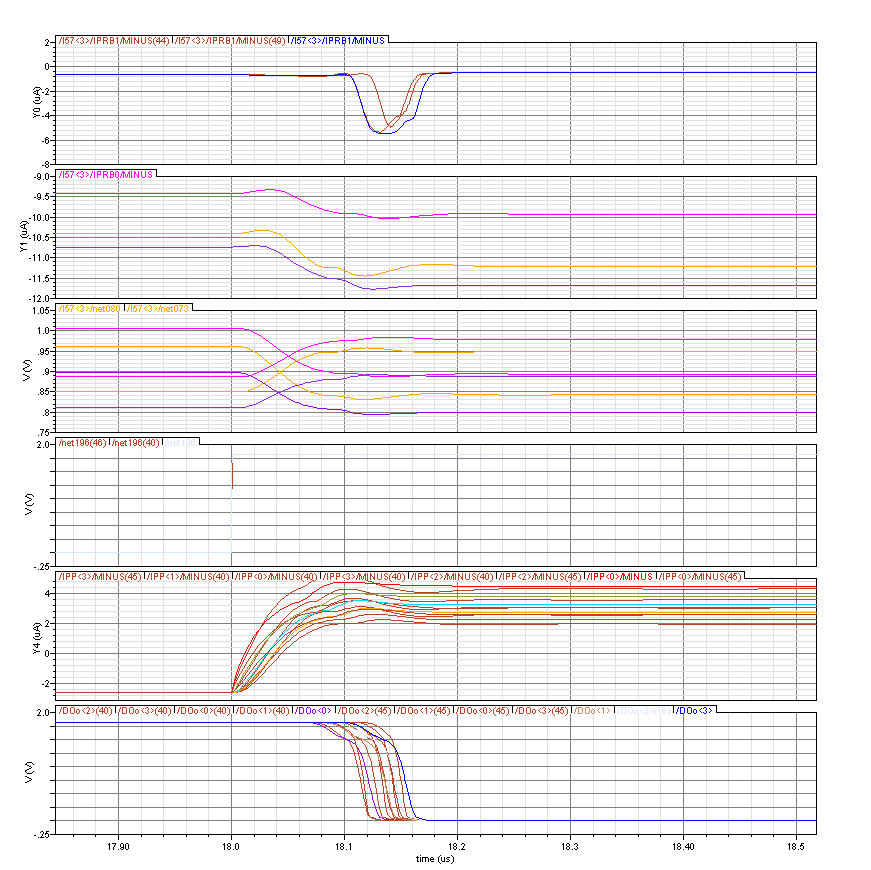 /I57<3>/IPRB1/MINUS(44) /I57<3>/IPRB1/MINUS(49) /I57<3>/IPRB1/MINUS
2
0
-2
-4
-6
-8
Y0 (uA)
/I57<3>/IPRB0/MINUS
-9.0
-9.5
-10.0
-10.5
-11.0
-11.5
-12.0
Y1 (uA)
/I57<3>/net080 /I57<3>/net073
1.05
1.0
.95
.9
.85
.8
.75
V (V)
/net196(46) /net196(40) /net196
2.0
-.25
V (V)
/IPP<3>/MINUS(45) /IPP<1>/MINUS(40) /IPP<0>/MINUS(40) /IPP<3>/MINUS(40) /IPP<2>/MINUS(40) /IPP<2>/MINUS(45) /IPP<0>/MINUS /IPP<0>/MINUS(45)
4
2
0
-2
Y4 (uA)
/DOo<2>(40) /DOo<3>(40) /DOo<0>(40) /DOo<1>(40) /DOo<0> /DOo<2>(45) /DOo<1>(45) /DOo<0>(45) /DOo<3>(45) /DOo<1> /DOo<3>
2.0
-.25
V (V)
17.90 18.0 18.1 18.2 18.3 18.40 18.5
time (us)